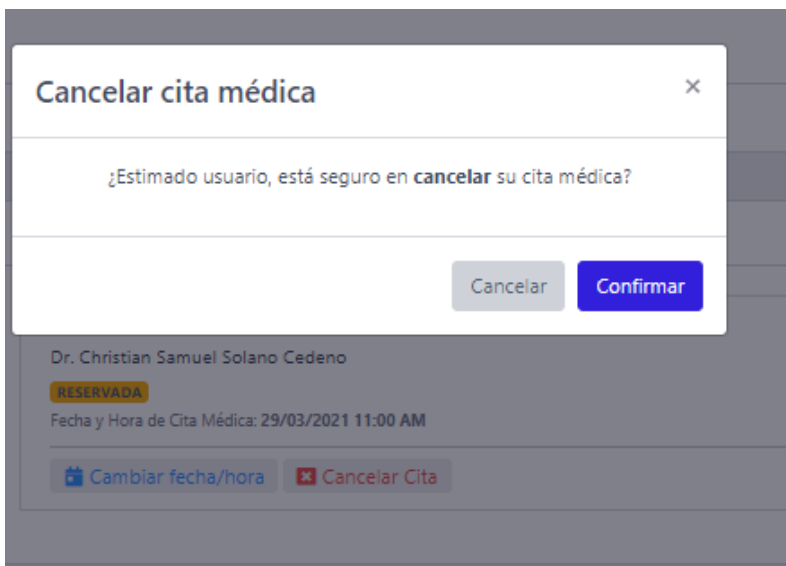 Cancelar cita médica
×
¿Estimado usuario, está seguro en cancelar su cita médica?
Cancelar
Confirmar
Dr. Christian Samuel Solano Cedeno
RESERVADA
Fecha y Hora de Cita Médica: 29/03/2021 11:00 AM
Cambiar fecha/hora
Cancelar Cita